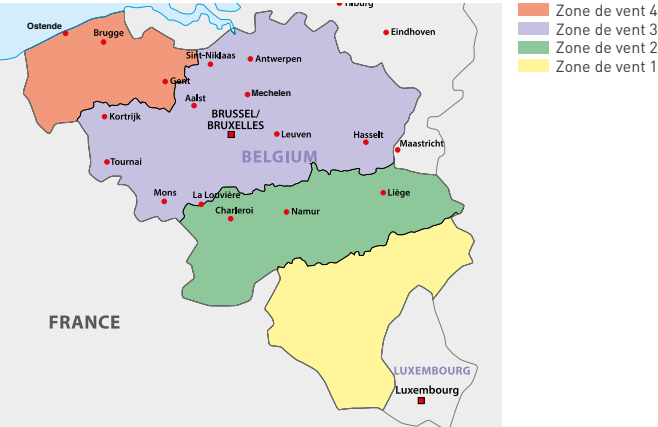 Ostende
Brugge
Eindhoven
Sint-Niklaas
Antwerpen
Gent
Aalst
Mechelen
Kortrijk
BRUSSEL/
BRUXELLES
Leuven
Hasselt
Maastricht
BELGIUM
Tournai
Mons
La Louvière
Charleroi
Namur
Liège
FRANCE
LUXEMBOURG
Luxembourg
Zone de vent 4
Zone de vent 3
Zone de vent 2
Zone de vent 1